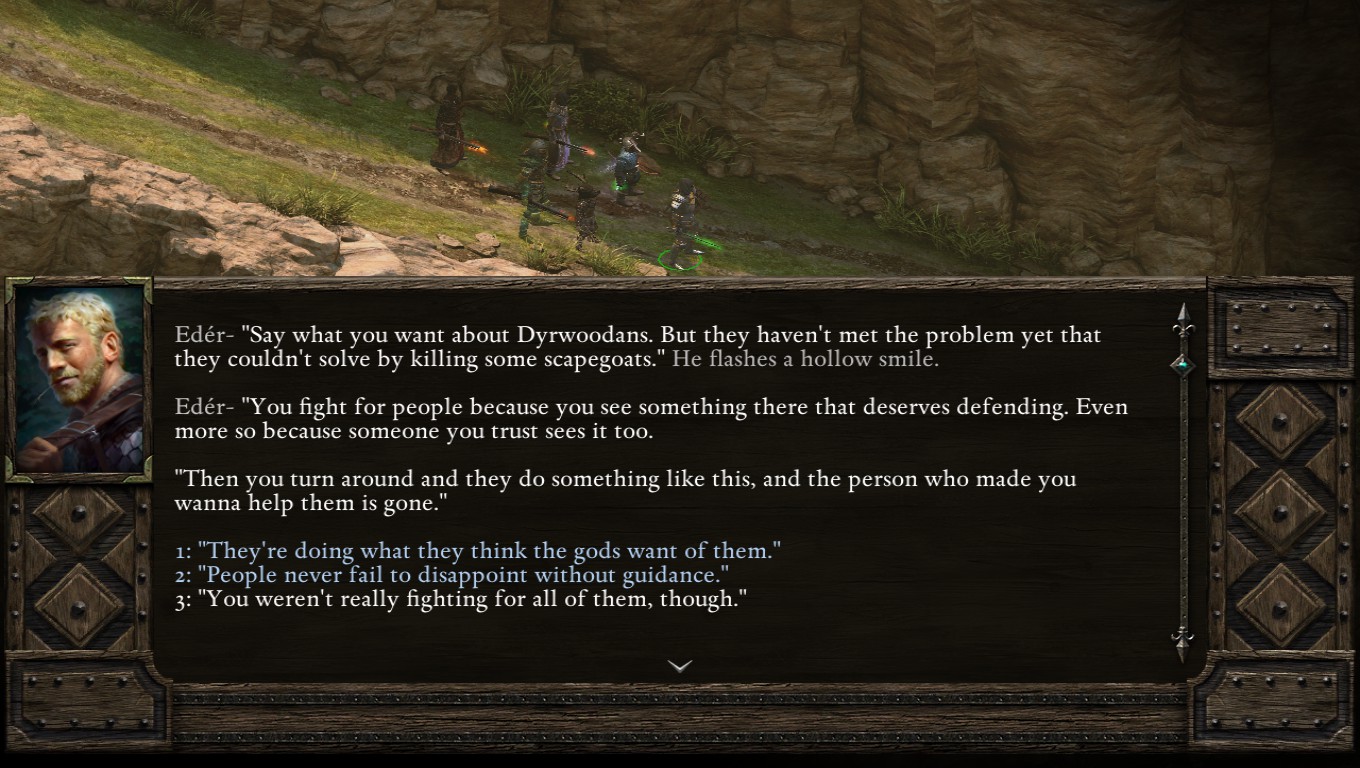 Edér- "Say what you want about Dyrwoodans. But they haven't met the problem yet that
they couldn't solve by killing some scapegoats." He flashes a hollow smile.
Edér- "You fight for people because you see something there that deserves defending. Even
more so because someone you trust sees it too.
"Then you turn around and they do something like this, and the person who made you
wanna help them is gone."
1: "They're doing what they think the gods want of them."
2: "People never fail to disappoint without guidance."
3: "You weren't really fighting for all of them, though."